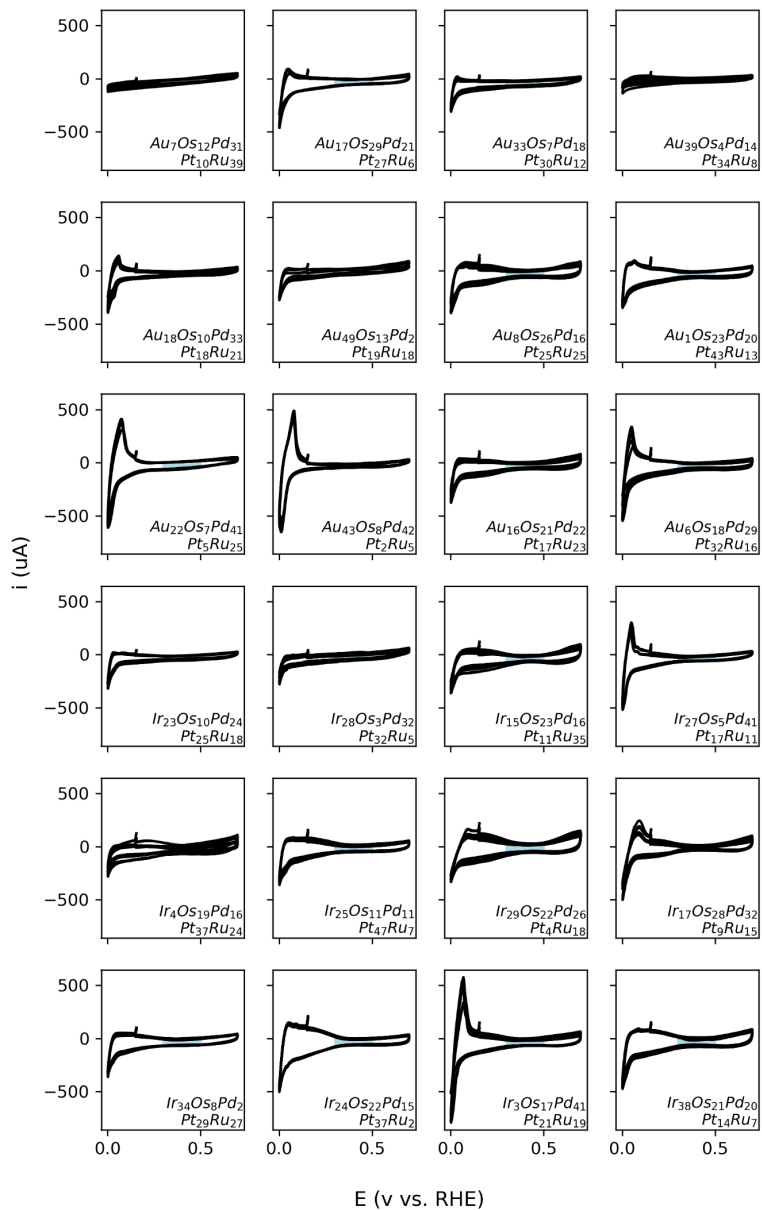 500
0
−500
Au₇Os₁₂Pd₃₁
Pt₁₀Ru₃₉
Au₁₇Os₂₉Pd₂₁
Pt₂₇Ru₆
Au₃₃Os₇Pd₁₈
Pt₃₀Ru₁₂
Au₃₉Os₄Pd₁₄
Pt₃₄Ru₈
500
0
−500
Au₁₈Os₁₀Pd₃₃
Pt₁₈Ru₂₁
Au₄₉Os₁₃Pd₂
Pt₁₉Ru₁₈
Au₈Os₂₆Pd₁₆
Pt₂₅Ru₂₅
Au₁Os₂₃Pd₂₀
Pt₄₃Ru₁₃
500
0
−500
Au₂₂Os₇Pd₄₁
Pt₅Ru₂₅
Au₄₃Os₈Pd₄₂
Pt₂Ru₅
Au₁₆Os₂₁Pd₂₂
Pt₁₇Ru₂₃
Au₆Os₁₈Pd₂₉
Pt₃₂Ru₁₆
i (uA)
500
0
−500
Ir₂₃Os₁₀Pd₂₄
Pt₂₅Ru₁₈
Ir₂₈Os₃Pd₃₂
Pt₃₂Ru₅
Ir₁₅Os₂₃Pd₁₆
Pt₁₁Ru₃₅
Ir₂₇Os₅Pd₄₁
Pt₁₇Ru₁₁
500
0
−500
Ir₄Os₁₉Pd₁₆
Pt₃₇Ru₂₄
Ir₂₅Os₁₁Pd₁₁
Pt₄₇Ru₇
Ir₂₉Os₂₂Pd₂₆
Pt₄Ru₁₈
Ir₁₇Os₂₈Pd₃₂
Pt₉Ru₁₅
500
0
−500
Ir₃₄Os₈Pd₂
Pt₂₉Ru₂₇
Ir₂₄Os₂₂Pd₁₅
Pt₃₇Ru₂
Ir₃Os₁₇Pd₄₁
Pt₂₁Ru₁₉
Ir₃₈Os₂₁Pd₂₀
Pt₁₄Ru₇
0.0 0.5 0.0 0.5 0.0 0.5 0.0 0.5
E (v vs. RHE)